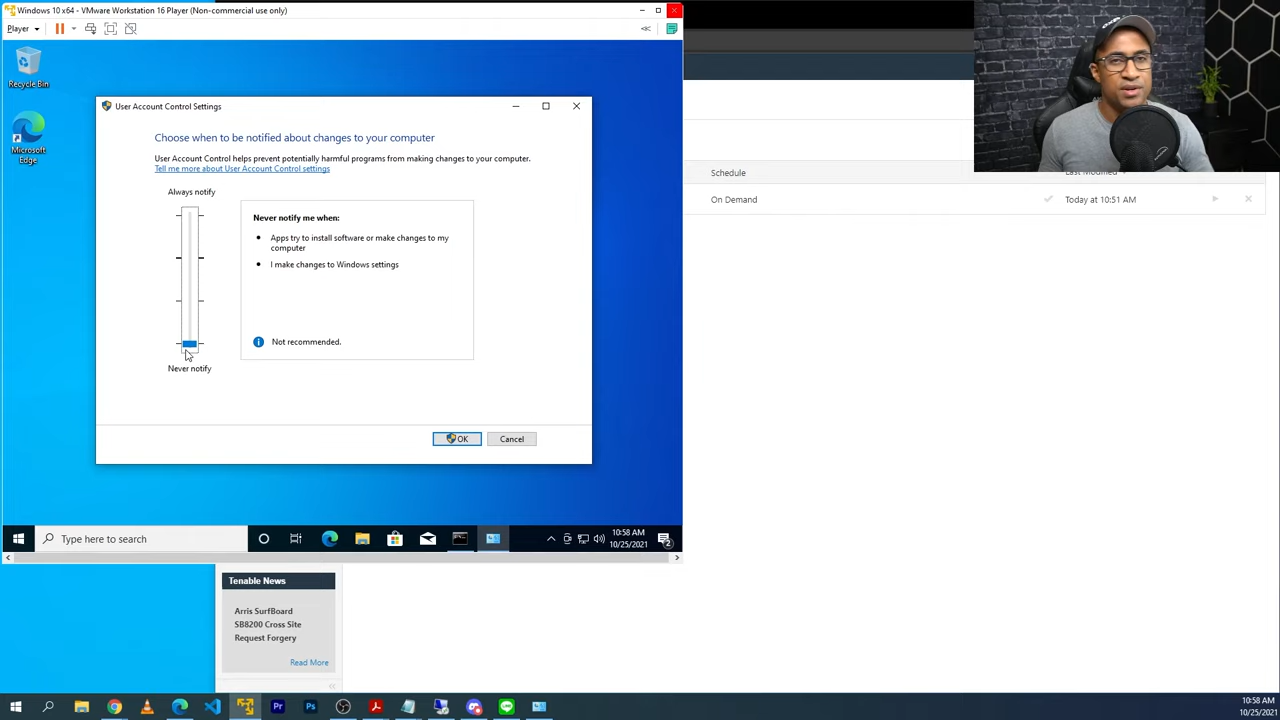 Windows 10 x64 - VMware Workstation 16 Player (Non-commercial use only)
Player
Recycle Bin
Microsoft
Edge
User Account Control Settings
Choose when to be notified about changes to your computer
User Account Control helps prevent potentially harmful programs from making changes to your computer.
Tell me more about User Account Control settings
Always notify
Never notify me when:
Apps try to install software or make changes to my
computer
I make changes to Windows settings
Not recommended.
Never notify
OK
Cancel
Schedule
Last Modified
On Demand
Today at 10:51 AM
Type here to search
10:58 AM
10/25/2021
2
Tenable News
Arris SurfBoard
SB8200 Cross Site
Request Forgery
Read More
Pr
Ps
10:58 AM
10/25/2021